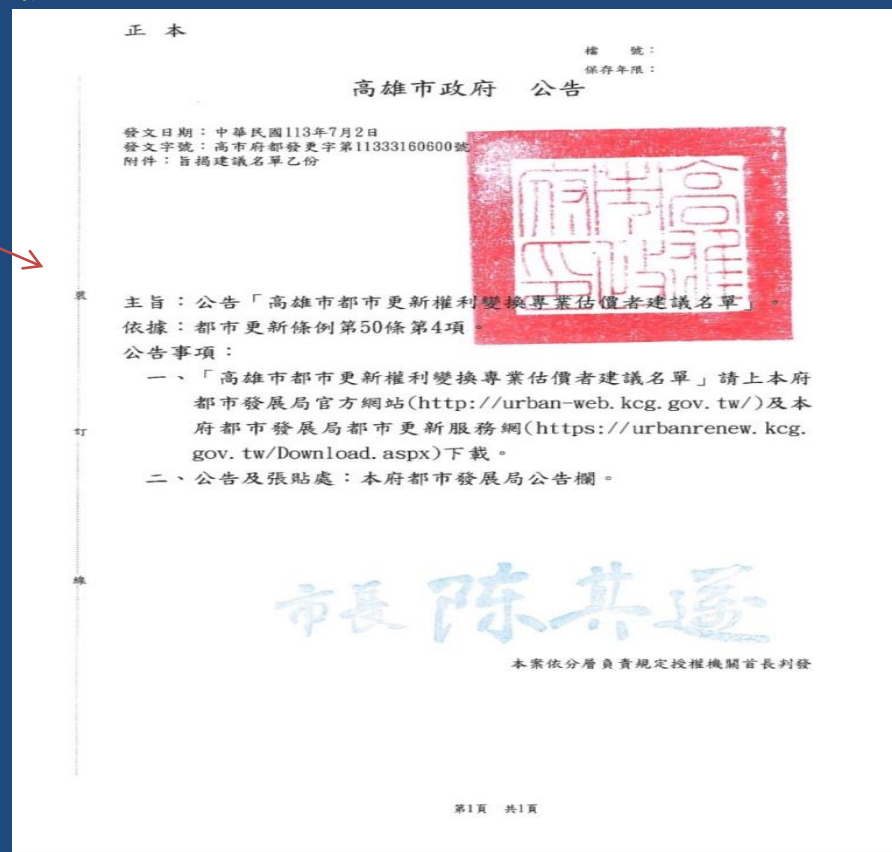 正 本
檔 號：
保存年限：
高雄市政府 公告
發文日期：中華民國113年7月2日
發文字號：高市府都發更字第11333160600號
附件：旨揭建議名單乙份
高雄市政府印
主旨：公告「高雄市都市更新權利變換專業估價者建議名單」。
依據：都市更新條例第50條第4項。
公告事項：
一、「高雄市都市更新權利變換專業估價者建議名單」請上本府
都市發展局官方網站(http://urban-web.kcg.gov.tw/)及本
府都市發展局都市更新服務網(https://urbanrenew.kcg.
gov.tw/Download.aspx)下載。
二、公告及張貼處：本府都市發展局公告欄。
裝
訂
線
市長 陈其邁
本案依分層負責規定授權機關首長判發
第1頁 共1頁